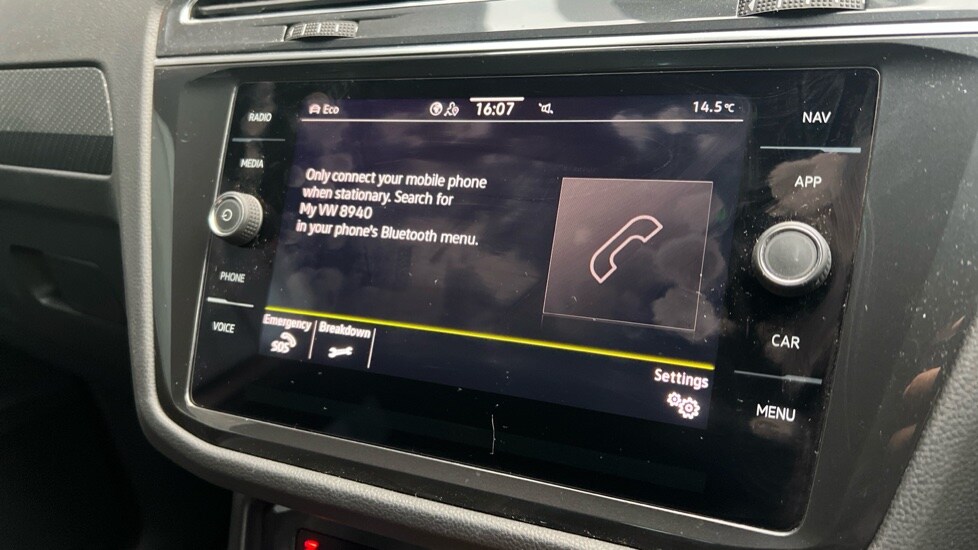 RADIO
MEDIA
PHONE
VOICE
Eco
16:07
14.5°C
Only connect your mobile phone
when stationary. Search for
My VW 8940
in your phone's Bluetooth menu.
Emergency
SOS
Breakdown
Settings
NAV
APP
CAR
MENU